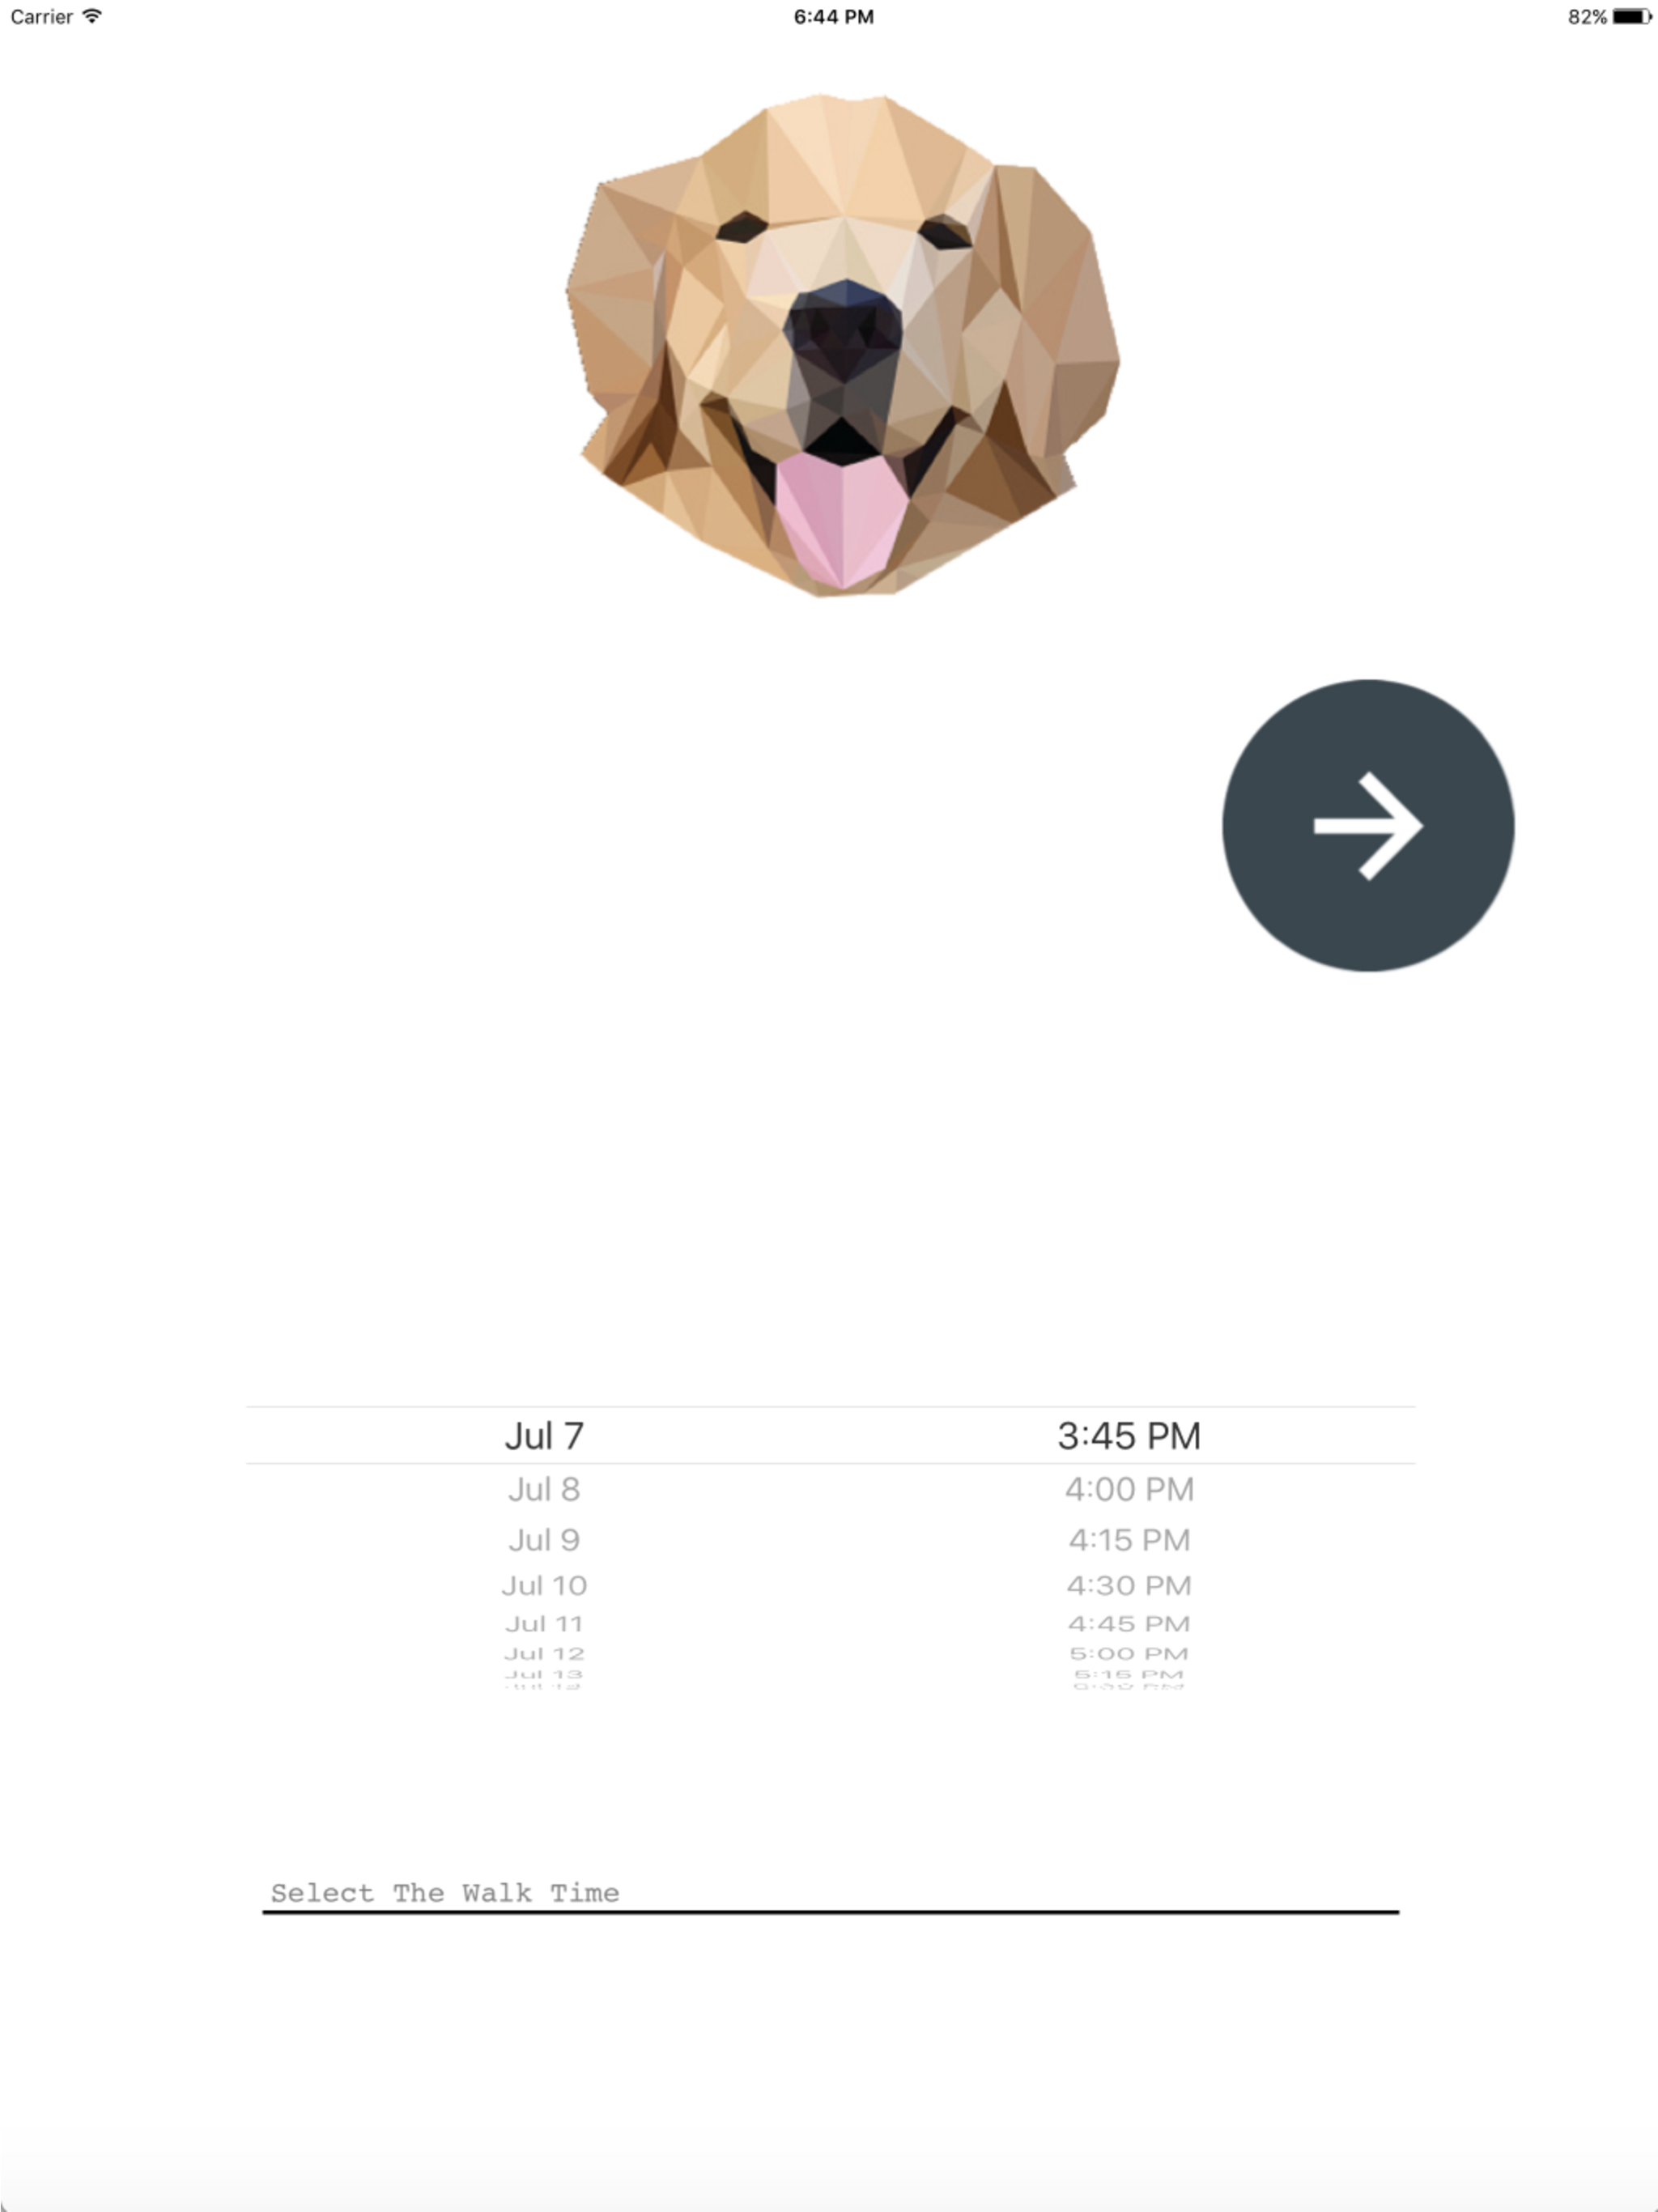 Carrier 6:44 PM 82%
Jul 7 3:45 PM
Jul 8 4:00 PM
Jul 9 4:15 PM
Jul 10 4:30 PM
Jul 11 4:45 PM
Jul 12 5:00 PM
Jul 13 5:15 PM
Select The Walk Time